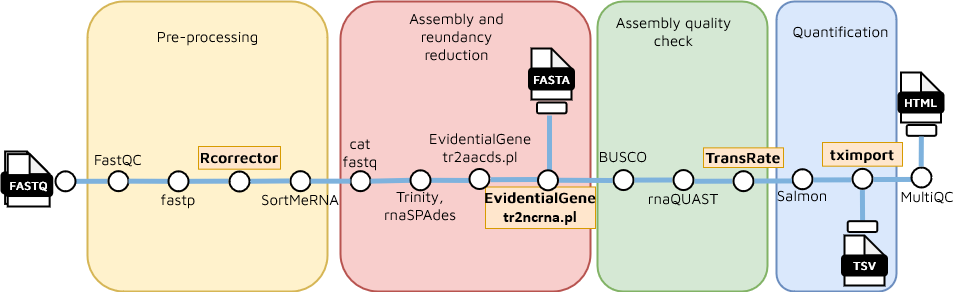 Pre-processing
Assembly and
reundancy
reduction
Assembly quality
check
Quantification
FASTQ
FastQC
fastp
Rcorrector
SortMeRNA
cat
fastq
Trinity,
rnaSPAdes
EvidentialGene
tr2aacds.pl
FASTA
EvidentialGene
tr2ncrna.pl
BUSCO
rnaQUAST
TransRate
Salmon
tximport
TSV
HTML
MultiQC